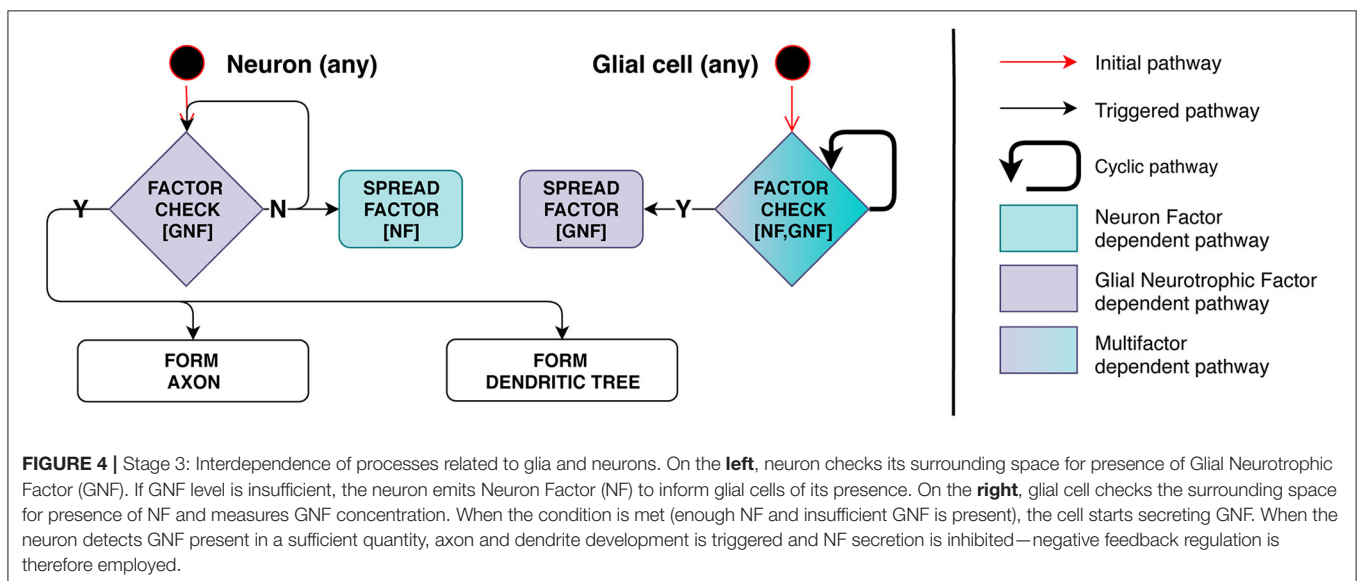 Neuron (any)
Glial cell (any)
FACTOR
CHECK
[GNF]
Y
N
SPREAD
FACTOR
[NF]
SPREAD
FACTOR
[GNF]
Y
FACTOR
CHECK
[NF,GNF]
FORM
AXON
FORM
DENDRITIC TREE
Initial pathway
Triggered pathway
Cyclic pathway
Neuron Factor
dependent pathway
Glial Neurotrophic Factor
dependent pathway
Multifactor
dependent pathway
FIGURE 4 | Stage 3: Interdependence of processes related to glia and neurons. On the left, neuron checks its surrounding space for presence of Glial Neurotrophic
Factor (GNF). If GNF level is insufficient, the neuron emits Neuron Factor (NF) to inform glial cells of its presence. On the right, glial cell checks the surrounding space
for presence of NF and measures GNF concentration. When the condition is met (enough NF and insufficient GNF is present), the cell starts secreting GNF. When the
neuron detects GNF present in a sufficient quantity, axon and dendrite development is triggered and NF secretion is inhibited—negative feedback regulation is
therefore employed.